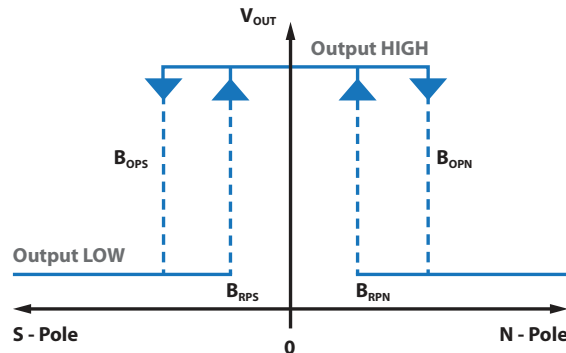 VOUT
Output HIGH
BOPS
BOPN
Output LOW
BRPS
BRPN
S - Pole
0
N - Pole